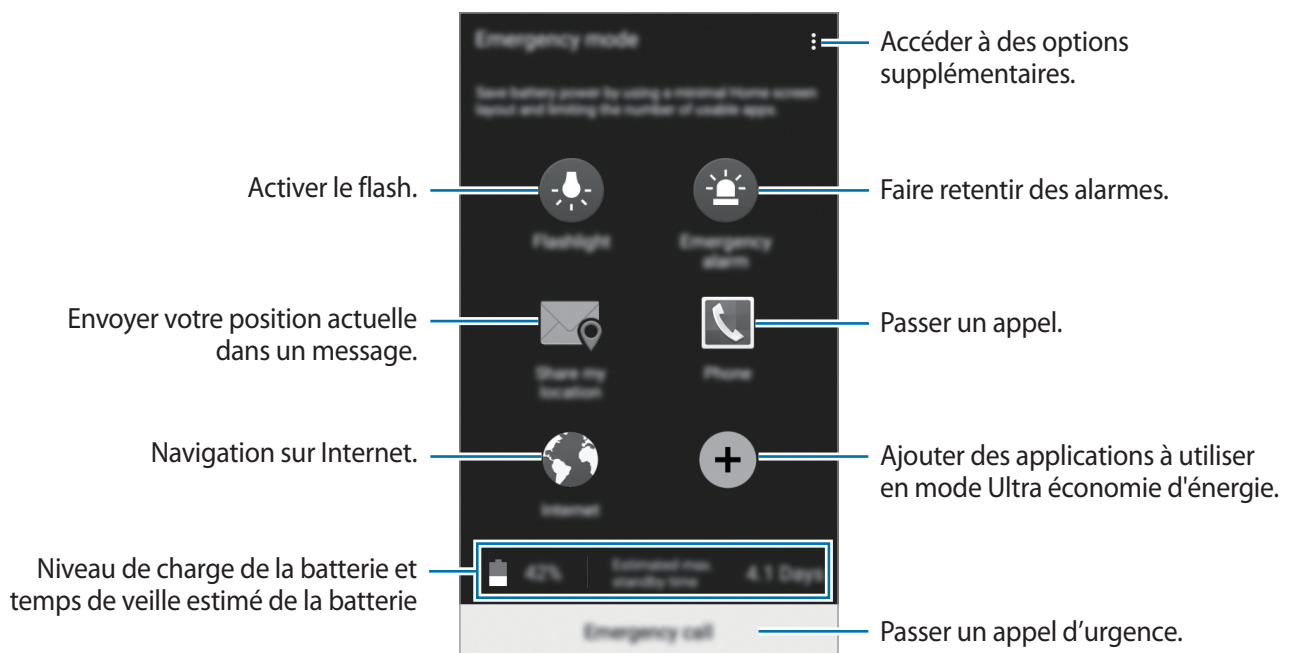 Emergency mode
Accéder à des options
supplémentaires.
Save battery power by using a minimal Home screen
layout and limiting the number of usable apps.
Activer le flash.
Flashlight
Emergency
alarm
Faire retentir des alarmes.
Envoyer votre position actuelle
dans un message.
Share my
location
Phone
Passer un appel.
Navigation sur Internet.
Internet
Ajouter des applications à utiliser
en mode Ultra économie d'énergie.
Niveau de charge de la batterie et
temps de veille estimé de la batterie
42%
Estimated max.
standby time
4.1 Days
Emergency call
Passer un appel d’urgence.